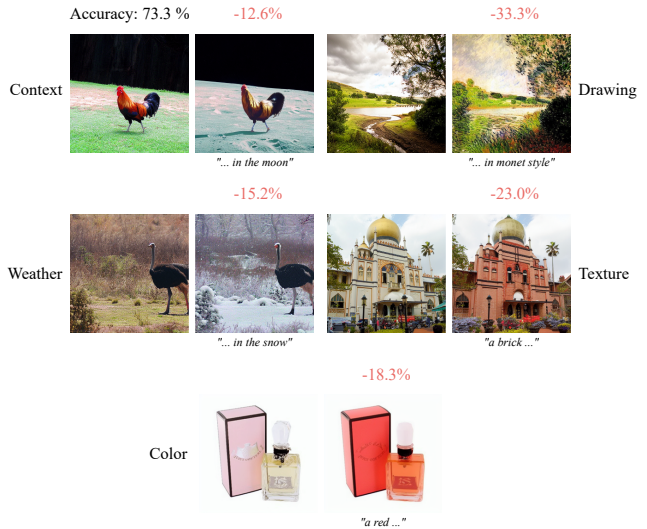 Accuracy: 73.3 %
-12.6%
-33.3%
Context
Drawing
"... in the moon"
"... in monet style"
-15.2%
-23.0%
Weather
Texture
"... in the snow"
"a brick ..."
-18.3%
Color
"a red ..."